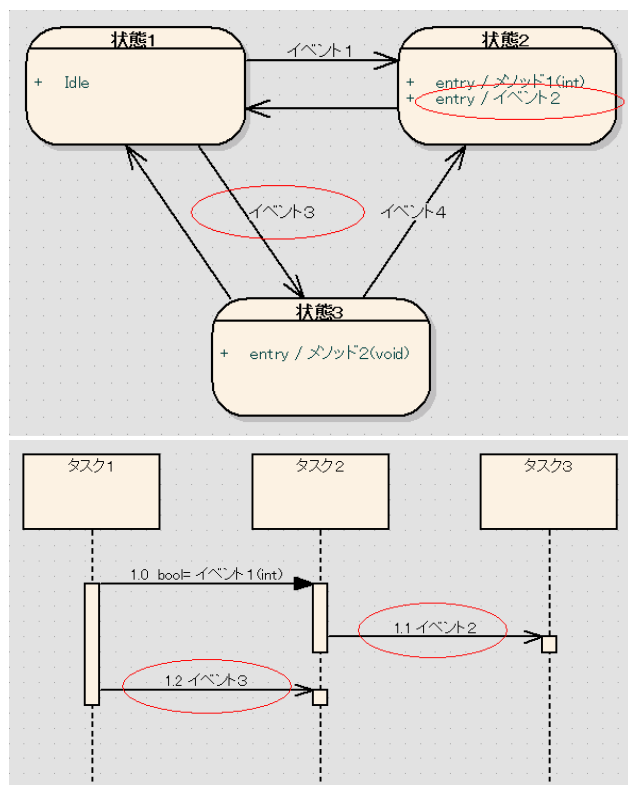 状態1
+ Idle
イベント1
状態2
+ entry / メソッド1(int)
+ entry / イベント2
イベント3
イベント4
状態3
+ entry / メソッド2(void)
タスク1
タスク2
タスク3
1.0 bool= イベント1(int)
1.1 イベント2
1.2 イベント3